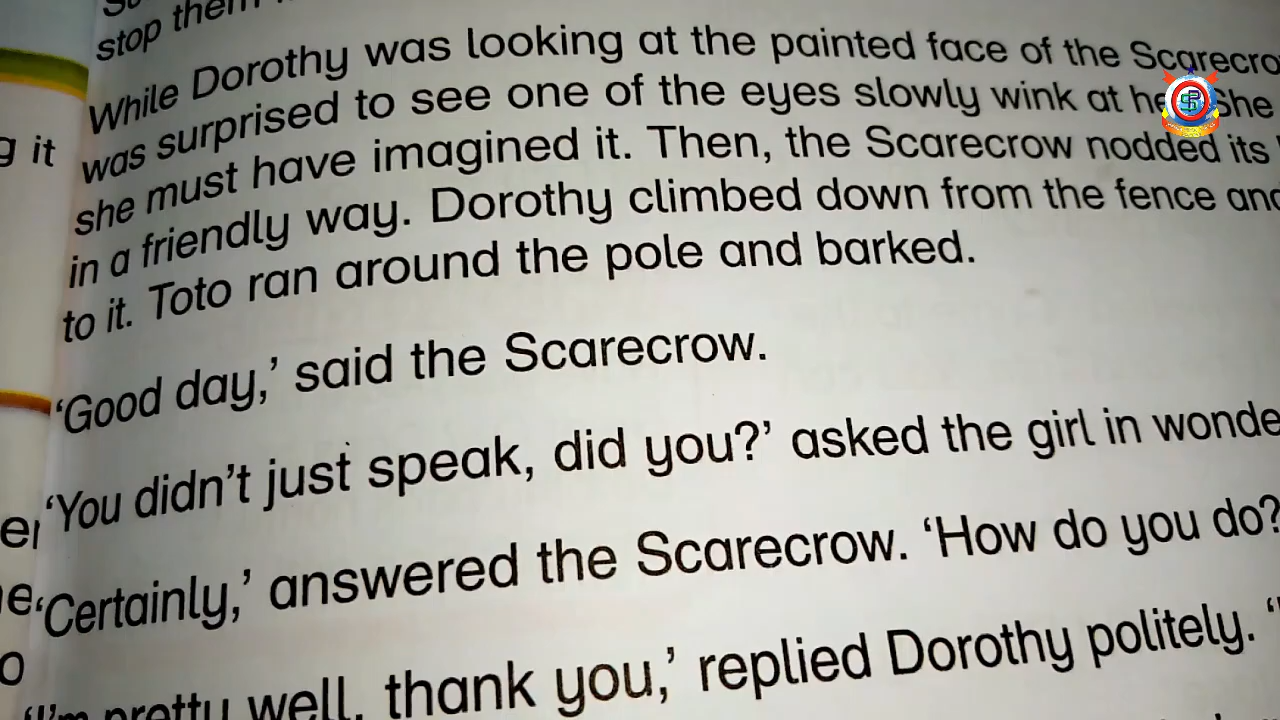 stop them
While Dorothy was looking at the painted face of the Scarecro
was surprised to see one of the eyes slowly wink at he She
she must have imagined it. Then, the Scarecrow nodded its
in a friendly way. Dorothy climbed down from the fence and
to it. Toto ran around the pole and barked.
‘Good day,’ said the Scarecrow.
‘You didn’t just speak, did you?’ asked the girl in wonde
‘Certainly,’ answered the Scarecrow. ‘How do you do?
‘I’m pretty well, thank you,’ replied Dorothy politely. ‘
g it